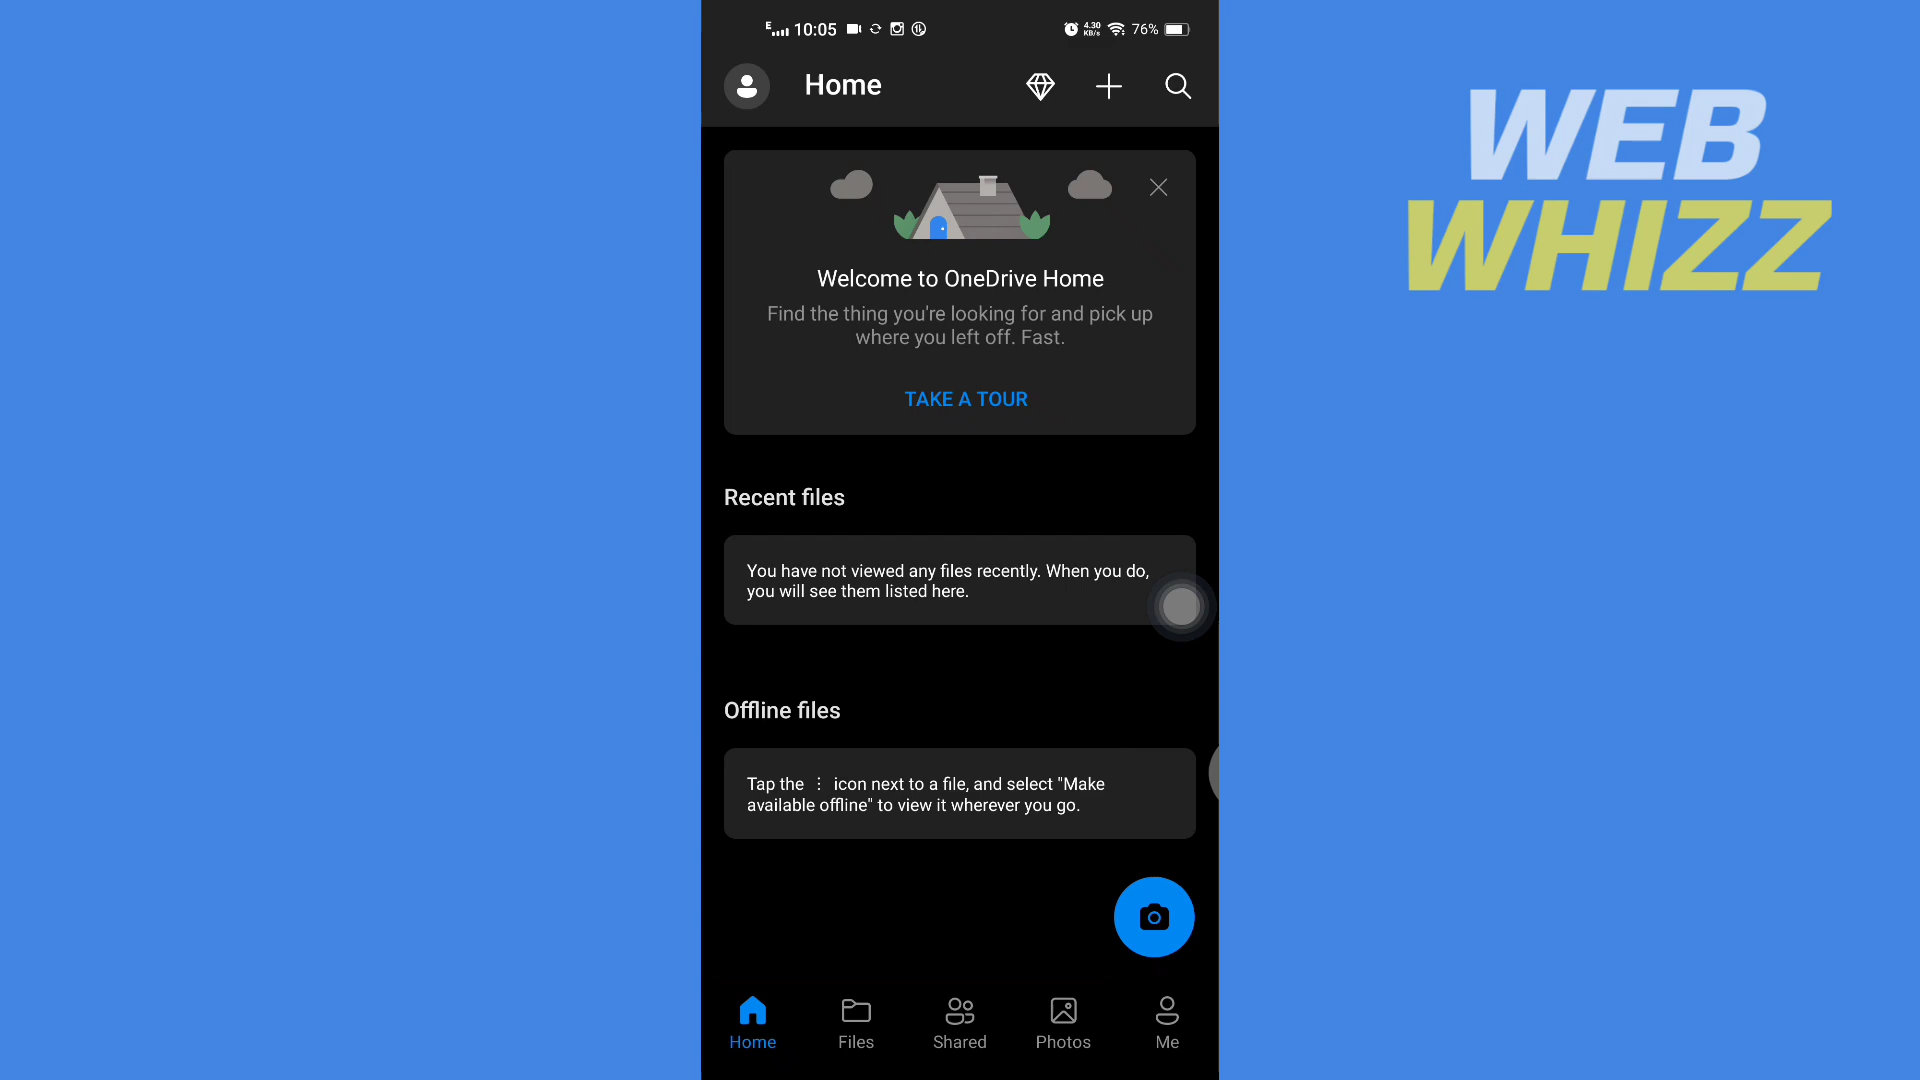 E 10:05 4.30 KB/s 76%
Home
WEB
WHIZZ
Welcome to OneDrive Home
Find the thing you're looking for and pick up
where you left off. Fast.
TAKE A TOUR
Recent files
You have not viewed any files recently. When you do,
you will see them listed here.
Offline files
Tap the ⋮ icon next to a file, and select "Make
available offline" to view it wherever you go.
Home Files Shared Photos Me